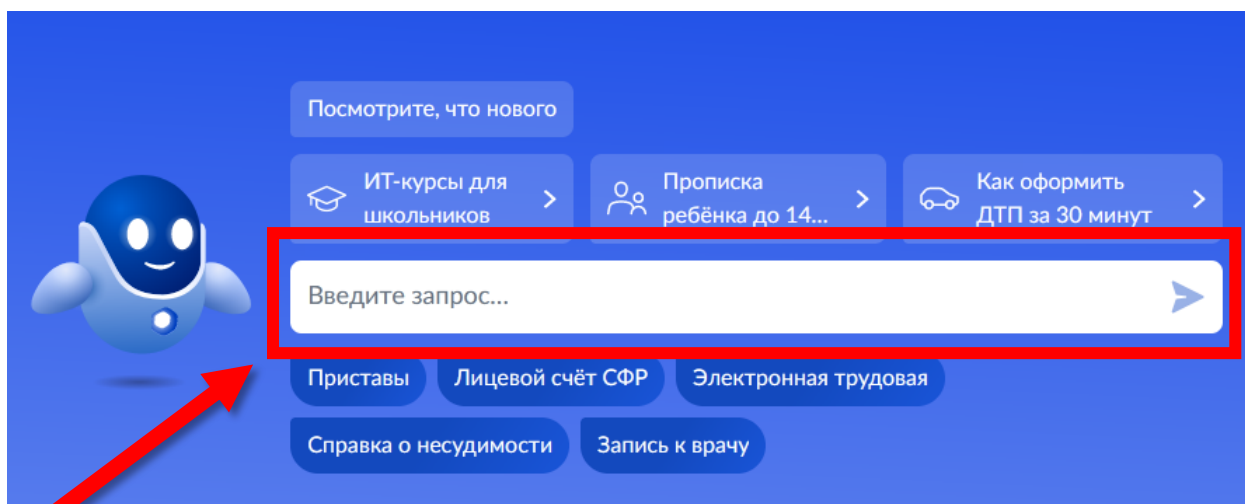 Посмотрите, что нового
ИТ-курсы для
школьников
Прописка
ребёнка до 14...
Как оформить
ДТП за 30 минут
Введите запрос...
Приставы
Лицевой счёт СФР
Электронная трудовая
Справка о несудимости
Запись к врачу